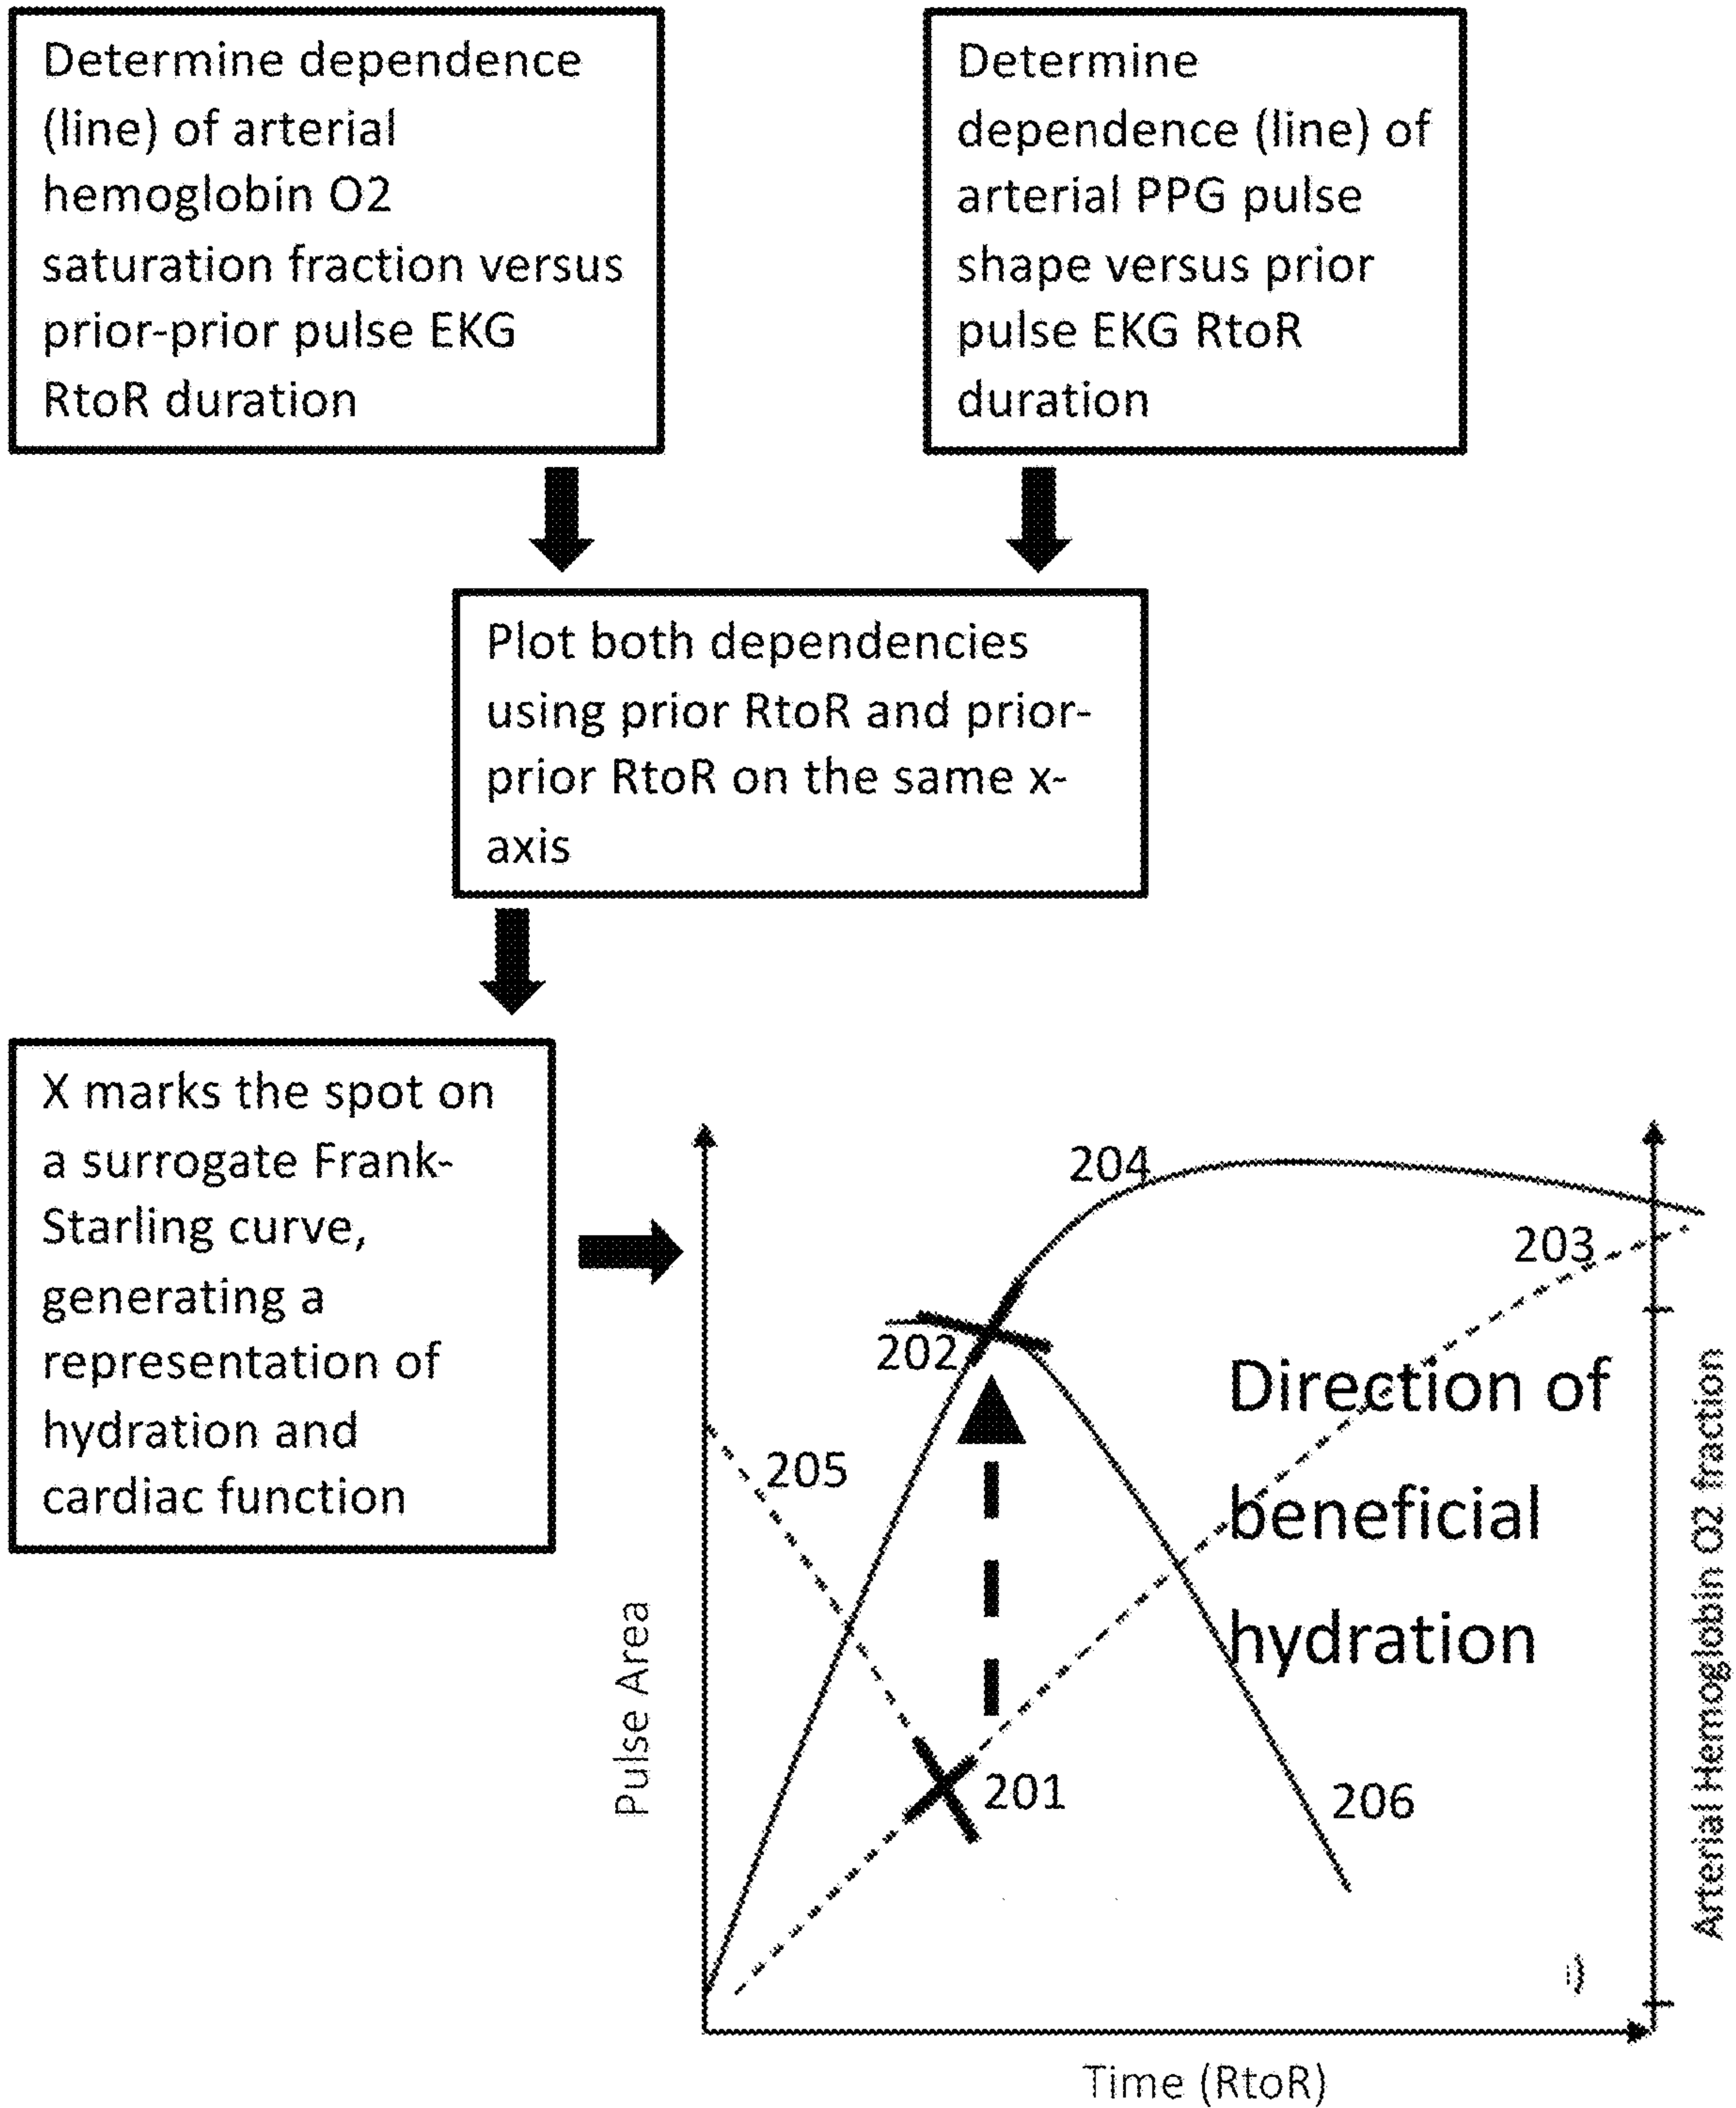 Determine dependence
(line) of arterial
hemoglobin O2
saturation fraction versus
prior-prior pulse EKG
RtoR duration
Determine
dependence (line) of
arterial PPG pulse
shape versus prior
pulse EKG RtoR
duration
Plot both dependencies
using prior RtoR and prior-
prior RtoR on the same x-
axis
X marks the spot on
a surrogate Frank-
Starling curve,
generating a
representation of
hydration and
cardiac function
204
203
202
Direction of
beneficial
hydration
205
201
206
Pulse Area
Arterial Hemoglobin O2 fraction
Time (RtoR)